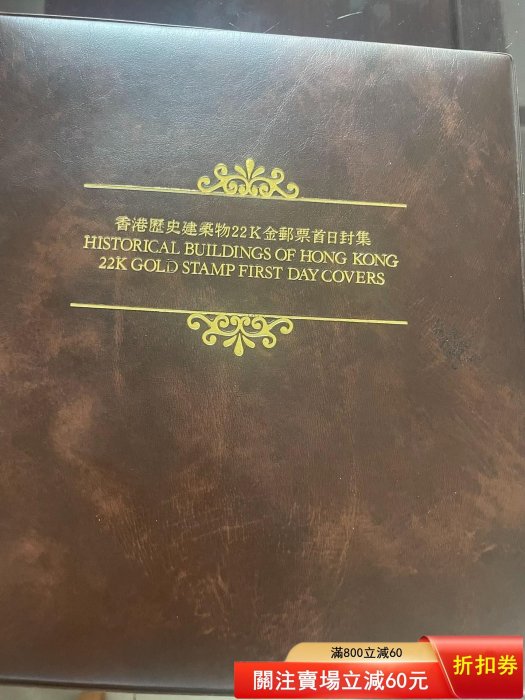 香港歷史建築物22K金郵票首日封集
HISTORICAL BUILDINGS OF HONG KONG
22K GOLD STAMP FIRST DAY COVERS
滿800立減60
關注賣場立減60元
折扣券